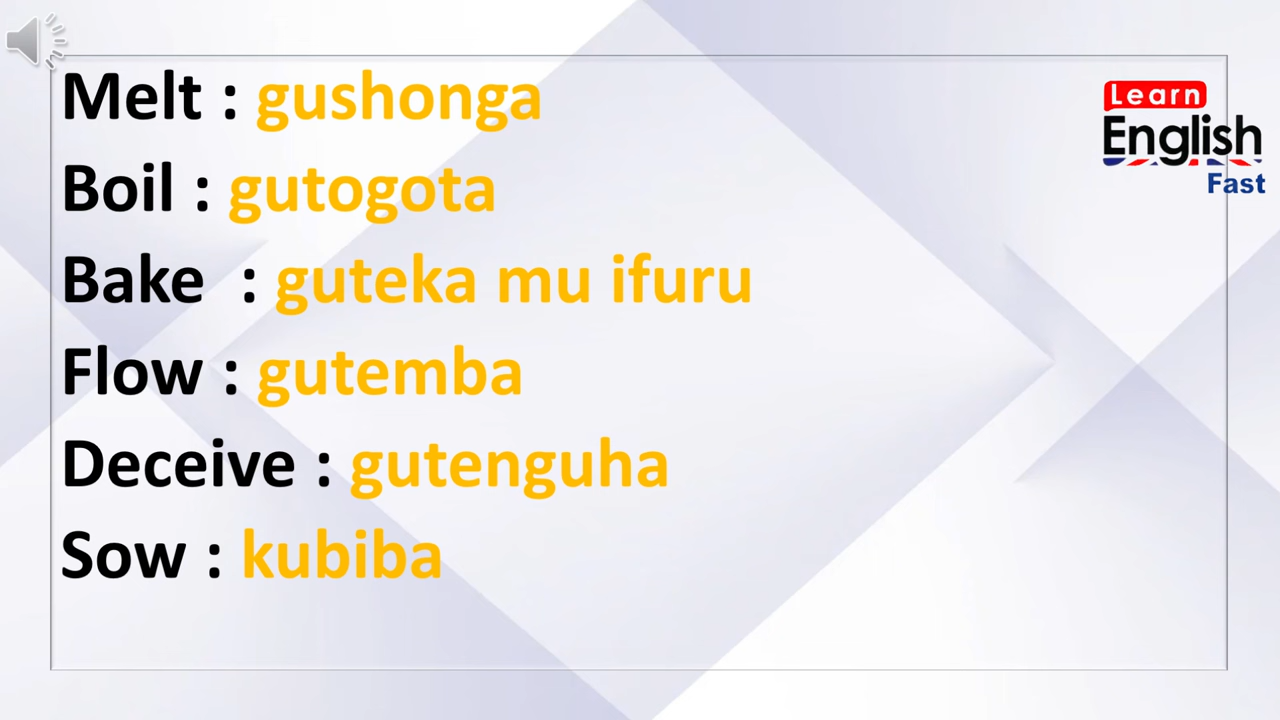 Melt : gushonga
Boil : gutogota
Bake : guteka mu ifuru
Flow : gutemba
Deceive : gutenguha
Sow : kubiba
Learn
English
Fast